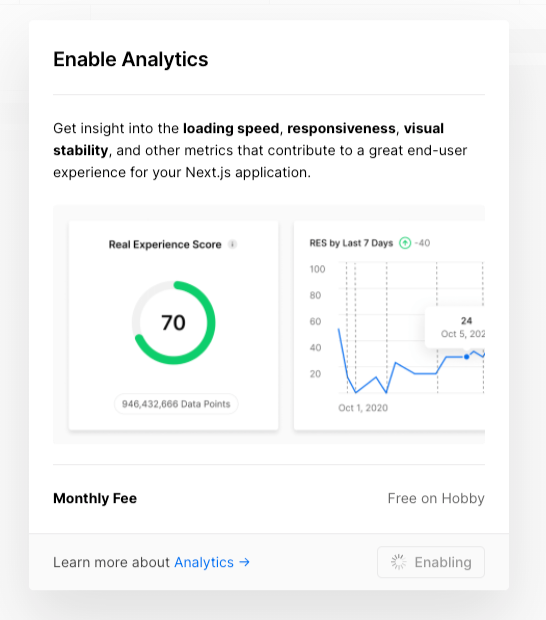 Enable Analytics
Get insight into the loading speed, responsiveness, visual
stability, and other metrics that contribute to a great end-user
experience for your Next.js application.
Real Experience Score
70
946,432,666 Data Points
RES by Last 7 Days -40
100
80
60
40
20
24
Oct 5, 202
Oct 1, 2020
Monthly Fee Free on Hobby
Learn more about Analytics → Enabling